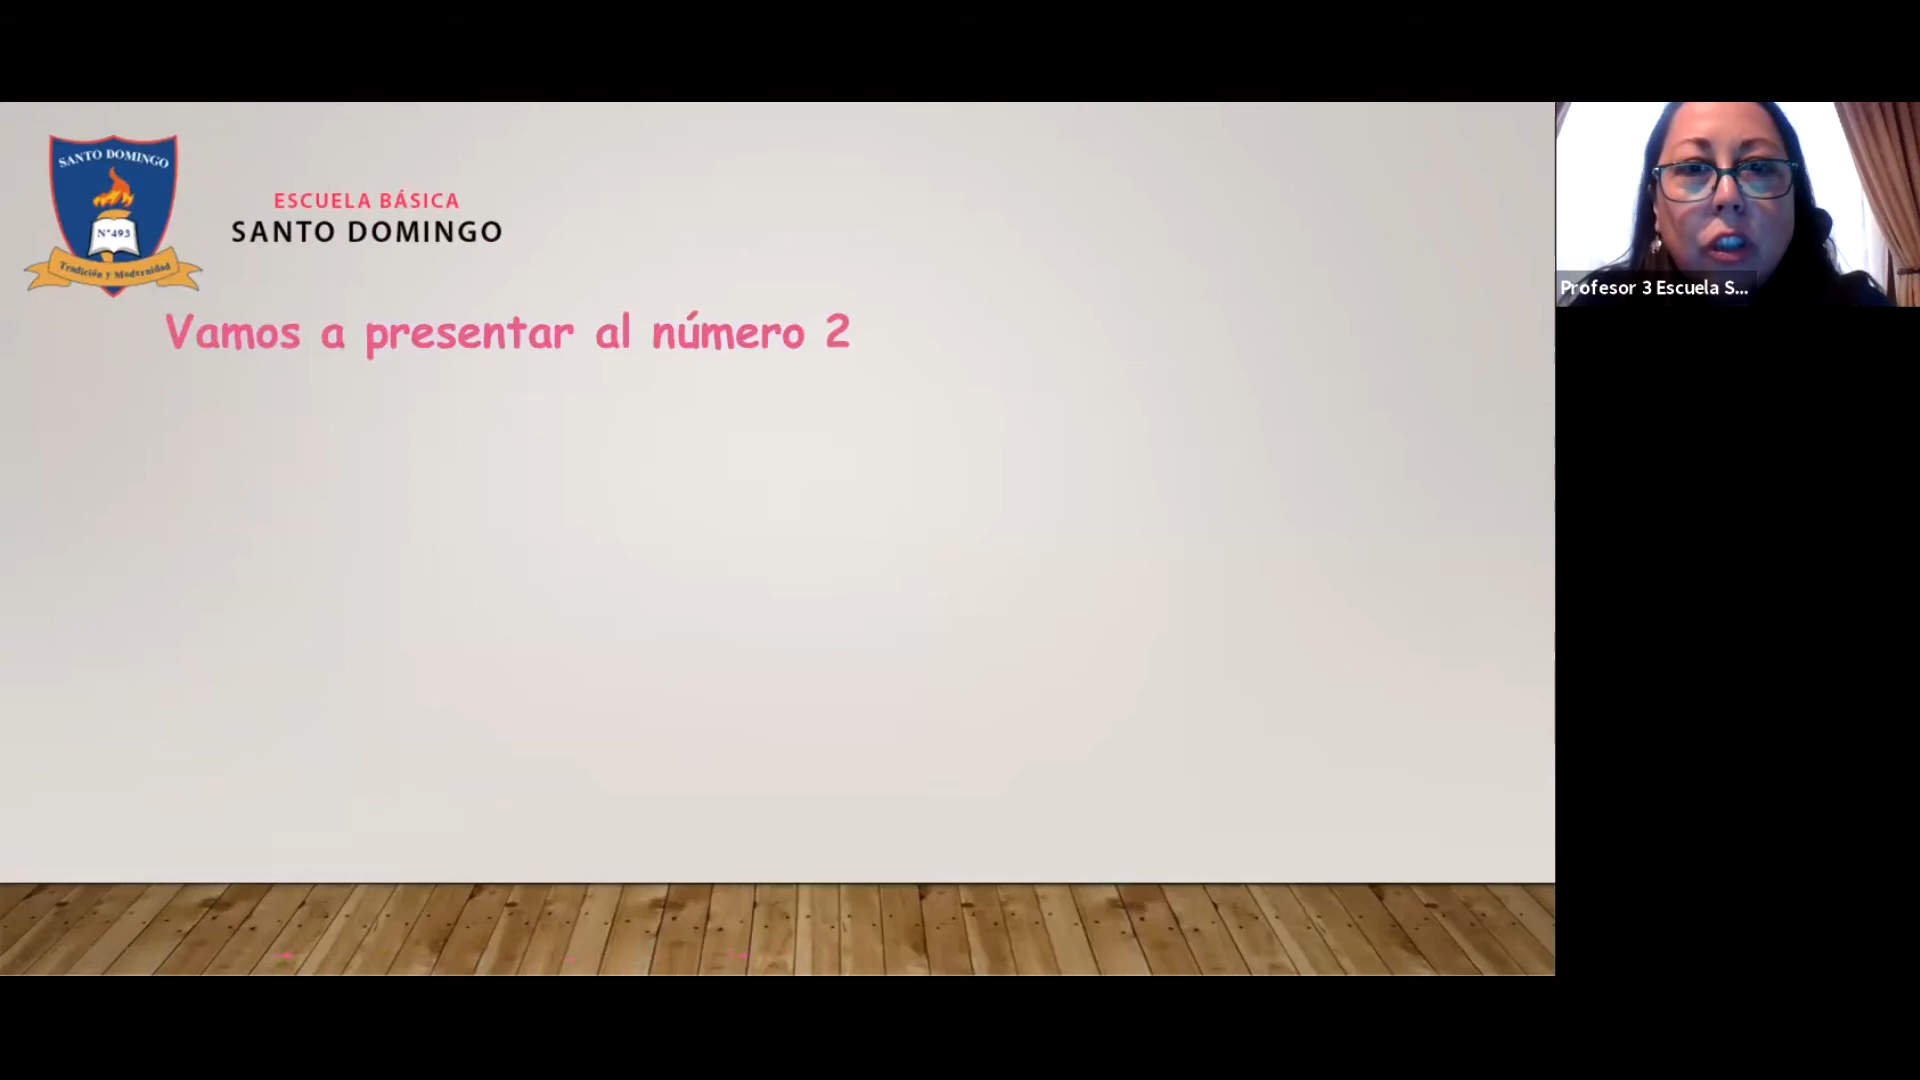 SANTO DOMINGO
N°493
Tradición y Modernidad
ESCUELA BÁSICA
SANTO DOMINGO
Vamos a presentar al número 2
Profesor 3 Escuela S...